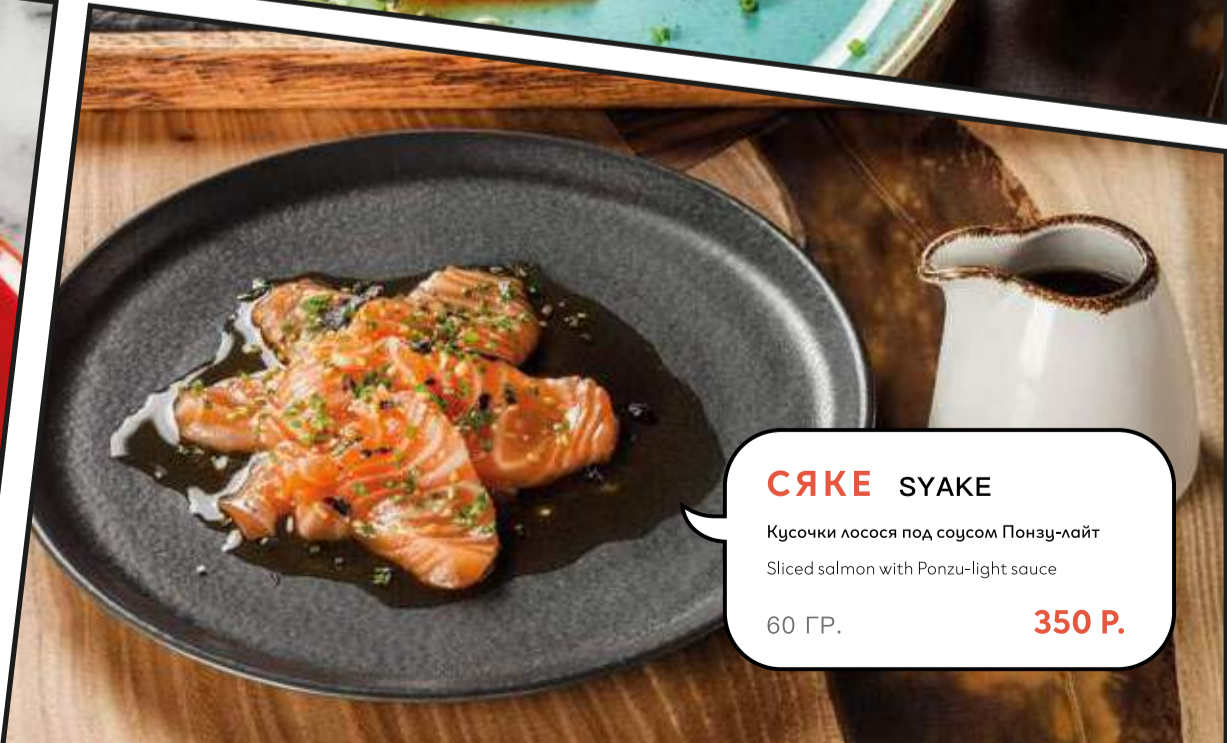 СЯКЕ SYAKE
Кусочки лосося под соусом Понзу-лайт
Sliced salmon with Ponzu-light sauce
60 ГР. 350 Р.